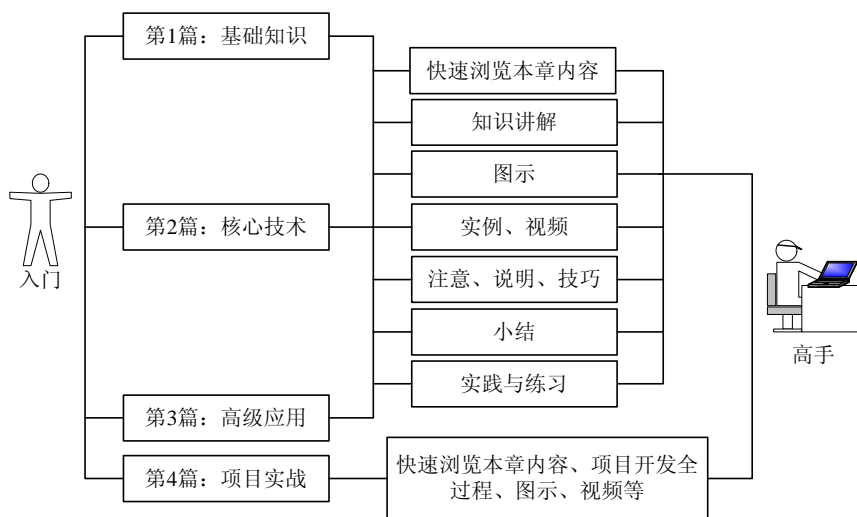 第1篇：基础知识
快速浏览本章内容
知识讲解
图示
第2篇：核心技术
实例、视频
注意、说明、技巧
小结
实践与练习
第3篇：高级应用
第4篇：项目实战
快速浏览本章内容、项目开发全
过程、图示、视频等
入门
高手